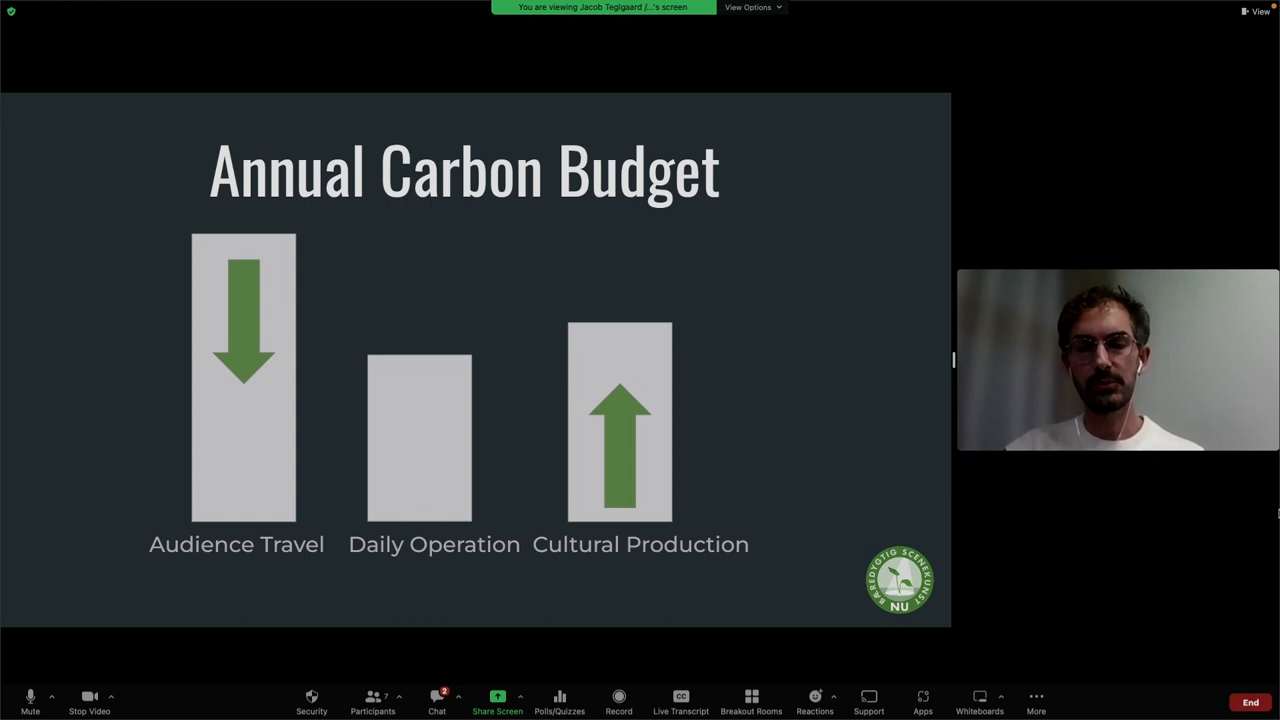 You are viewing Jacob Teglgaard /...'s screen
View Options
View
Annual Carbon Budget
Audience Travel
Daily Operation
Cultural Production
BÆREDYGTIG SCENEKUNST
NU
Mute
Stop Video
Security
Participants
7
Chat
2
Share Screen
Polls/Quizzes
Record
CC
Live Transcript
Breakout Rooms
Reactions
Support
Apps
Whiteboards
More
End